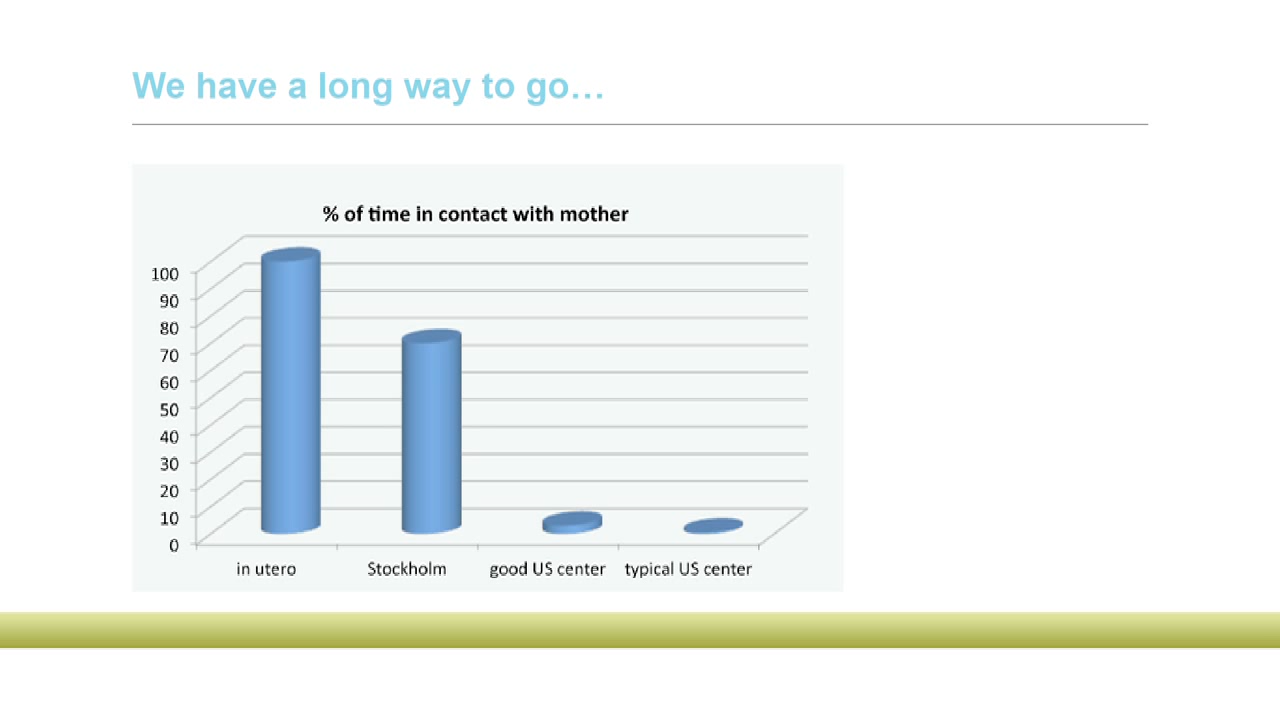 We have a long way to go…
% of time in contact with mother
100
90
80
70
60
50
40
30
20
10
0
in utero
Stockholm
good US center
typical US center